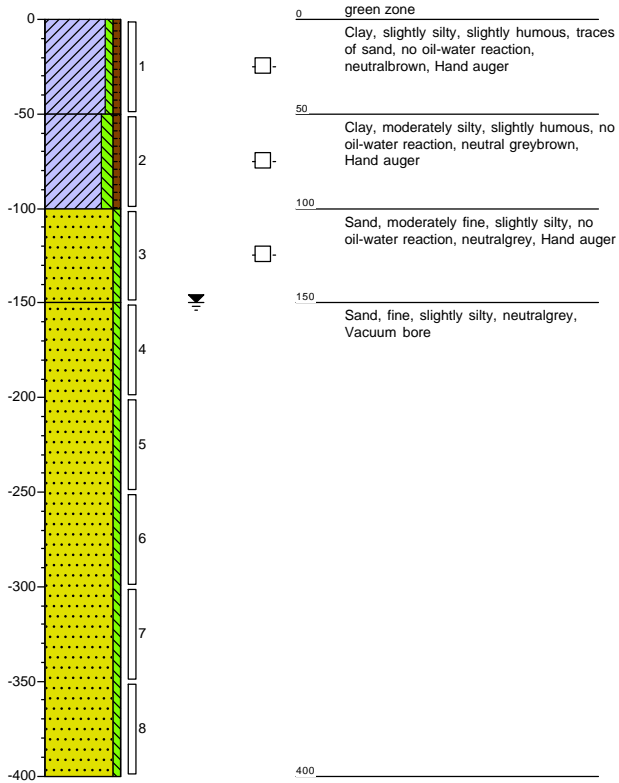 green zone
0
0
Clay, slightly silty, slightly humous, traces
of sand, no oil-water reaction,
neutralbrown, Hand auger
1
-50
50
Clay, moderately silty, slightly humous, no
oil-water reaction, neutral greybrown,
Hand auger
2
-100
100
Sand, moderately fine, slightly silty, no
oil-water reaction, neutralgrey, Hand auger
3
-150
150
Sand, fine, slightly silty, neutralgrey,
Vacuum bore
4
-200
5
-250
6
-300
7
-350
8
-400
400